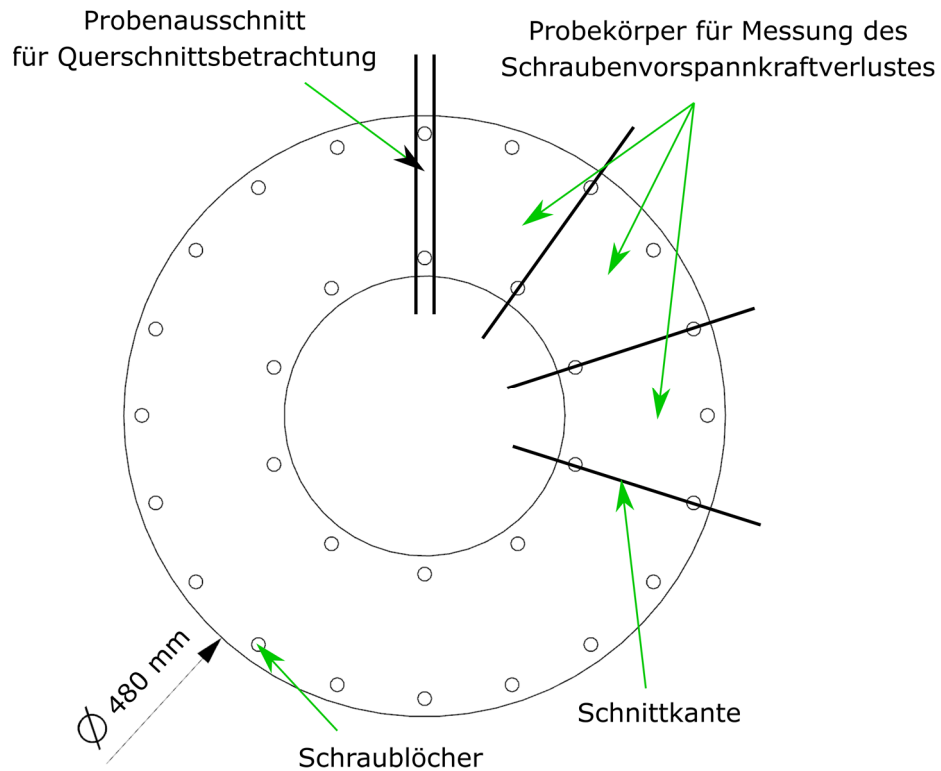 Probenausschnitt
für Querschnittsbetrachtung
Probekörper für Messung des
Schraubenvorspannkraftverlustes
ϕ 480 mm
Schnittkante
Schraublöcher